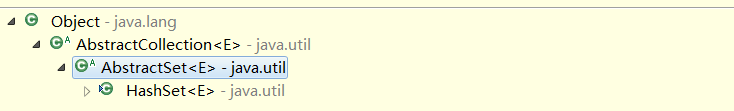 Object - java.lang
AbstractCollection<E> - java.util
AbstractSet<E> - java.util
HashSet<E> - java.util